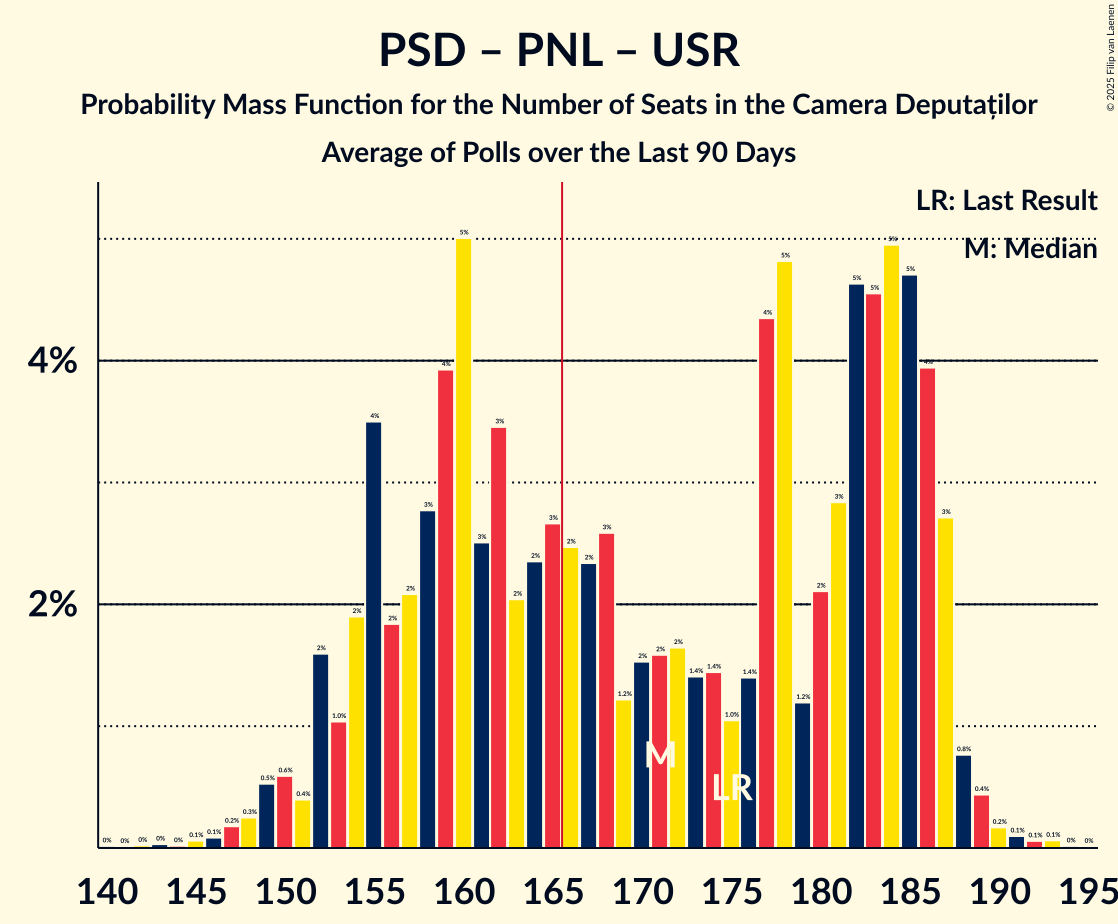 PSD – PNL – USR
Probability Mass Function for the Number of Seats in the Camera Deputaților
Average of Polls over the Last 90 Days
© 2025 Filip van Laenen
LR: Last Result
M: Median
4%
2%
0% 0% 0% 0% 0% 0.1% 0.1% 0.2% 0.3% 0.5% 0.6% 0.4% 2% 1.0% 2% 4% 2% 2% 3% 4% 5% 3% 3% 2% 2% 3% 2% 2% 3% 1.2% 2% 2% 2% 1.4% 1.4% 1.0% 1.4% 4% 5% 1.2% 2% 3% 5% 5% 5% 5% 4% 3% 0.8% 0.4% 0.2% 0.1% 0.1% 0.1% 0% 0%
M
LR
140 145 150 155 160 165 170 175 180 185 190 195